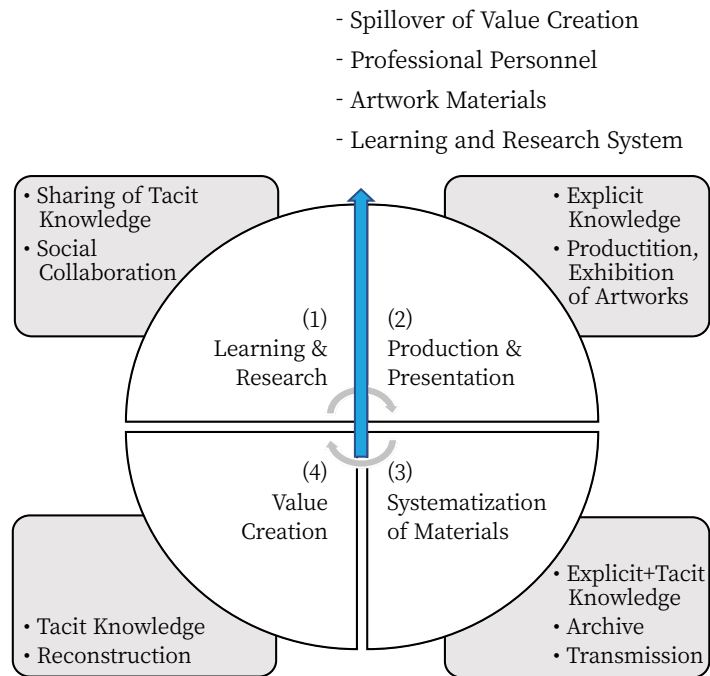 - Spillover of Value Creation
- Professional Personnel
- Artwork Materials
- Learning and Research System
• Sharing of Tacit
Knowledge
• Social
Collaboration
• Explicit
Knowledge
• Productition,
Exhibition
of Artworks
(1)
Learning &
Research
(2)
Production &
Presentation
(4)
Value
Creation
(3)
Systematization
of Materials
• Tacit Knowledge
• Reconstruction
• Explicit+Tacit
Knowledge
• Archive
• Transmission